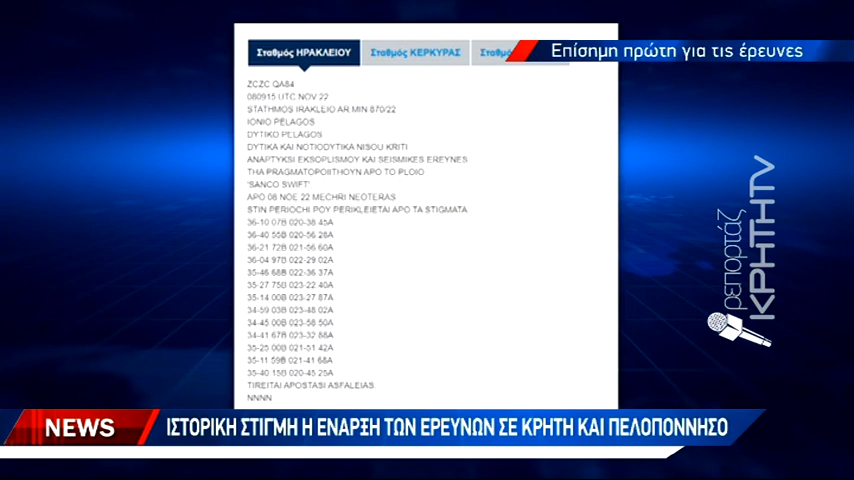 Σταθμός ΗΡΑΚΛΕΙΟΥ
Σταθμός ΚΕΡΚΥΡΑΣ
Σταθμ
Επίσημη πρώτη για τις έρευνες
ZCZC QA84
080915 UTC NOV 22
STATHMOS IRAKLEIO AR.MIN 870/22
IONIO PELAGOS
DYTIKO PELAGOS
DYTIKA KAI NOTIODYTIKA NISOU KRITI
ANAPTYKSI EKSOPLISMOU KAI SEISMIKES EREYNES
THA PRAGMATOPOIITHOYN APO TO PLOIO
'SANCO SWIFT'
APO 08 NOE 22 MECHRI NEOTERAS
STIN PERIOCHI POY PERIKLEIETAI APO TA STIGMATA
36-10 07B 020-38 45A
36-40 55B 020-56 28A
36-21 72B 021-56 60A
36-04 97B 022-29 02A
35-46 68B 022-36 37A
35-27 75B 023-22 40A
35-14 00B 023-27 87A
34-59 03B 023-48 02A
34-45 00B 023-58 50A
34-41 67B 023-32 88A
35-25 00B 021-51 42A
35-11 59B 021-41 68A
35-40 15B 020-45 25A
TIREITAI APOSTASI ASFALEIAS
NNNN
ρεπορτάζ
ΚΡΗΤΗTV
NEWS
ΙΣΤΟΡΙΚΗ ΣΤΙΓΜΗ Η ΕΝΑΡΞΗ ΤΩΝ ΕΡΕΥΝΩΝ ΣΕ ΚΡΗΤΗ ΚΑΙ ΠΕΛΟΠΟΝΝΗΣΟ